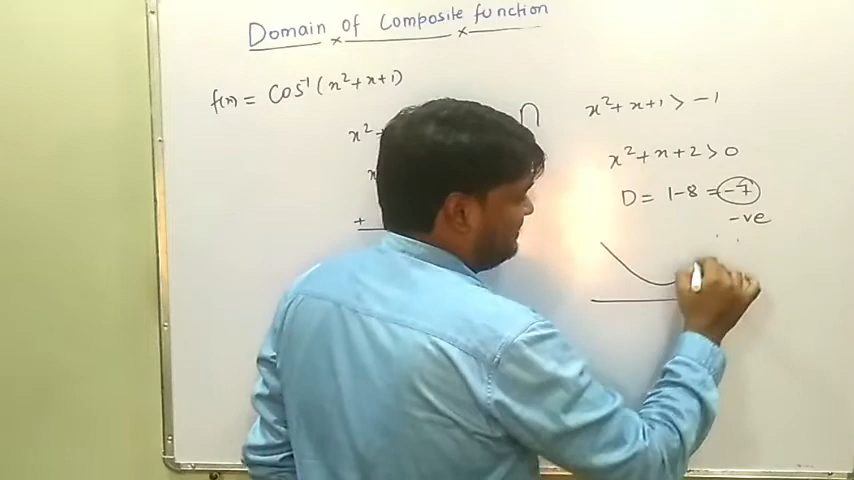 Domain of Composite function
f(x) = Cos⁻¹ (x² + x + 1)
x² +
x
+
∩
x² + x + 1 > -1
x² + x + 2 > 0
D = 1 - 8 = -7
-ve